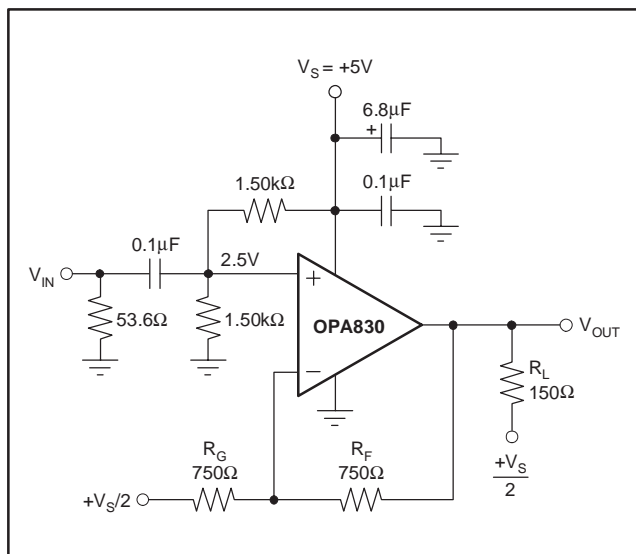 V_S = +5V
6.8μF
+
1.50kΩ
0.1μF
0.1μF
2.5V
V_IN
+
53.6Ω
1.50kΩ
OPA830
V_OUT
−
R_L
150Ω
R_G
750Ω
R_F
750Ω
+V_S/2
+V_S
2